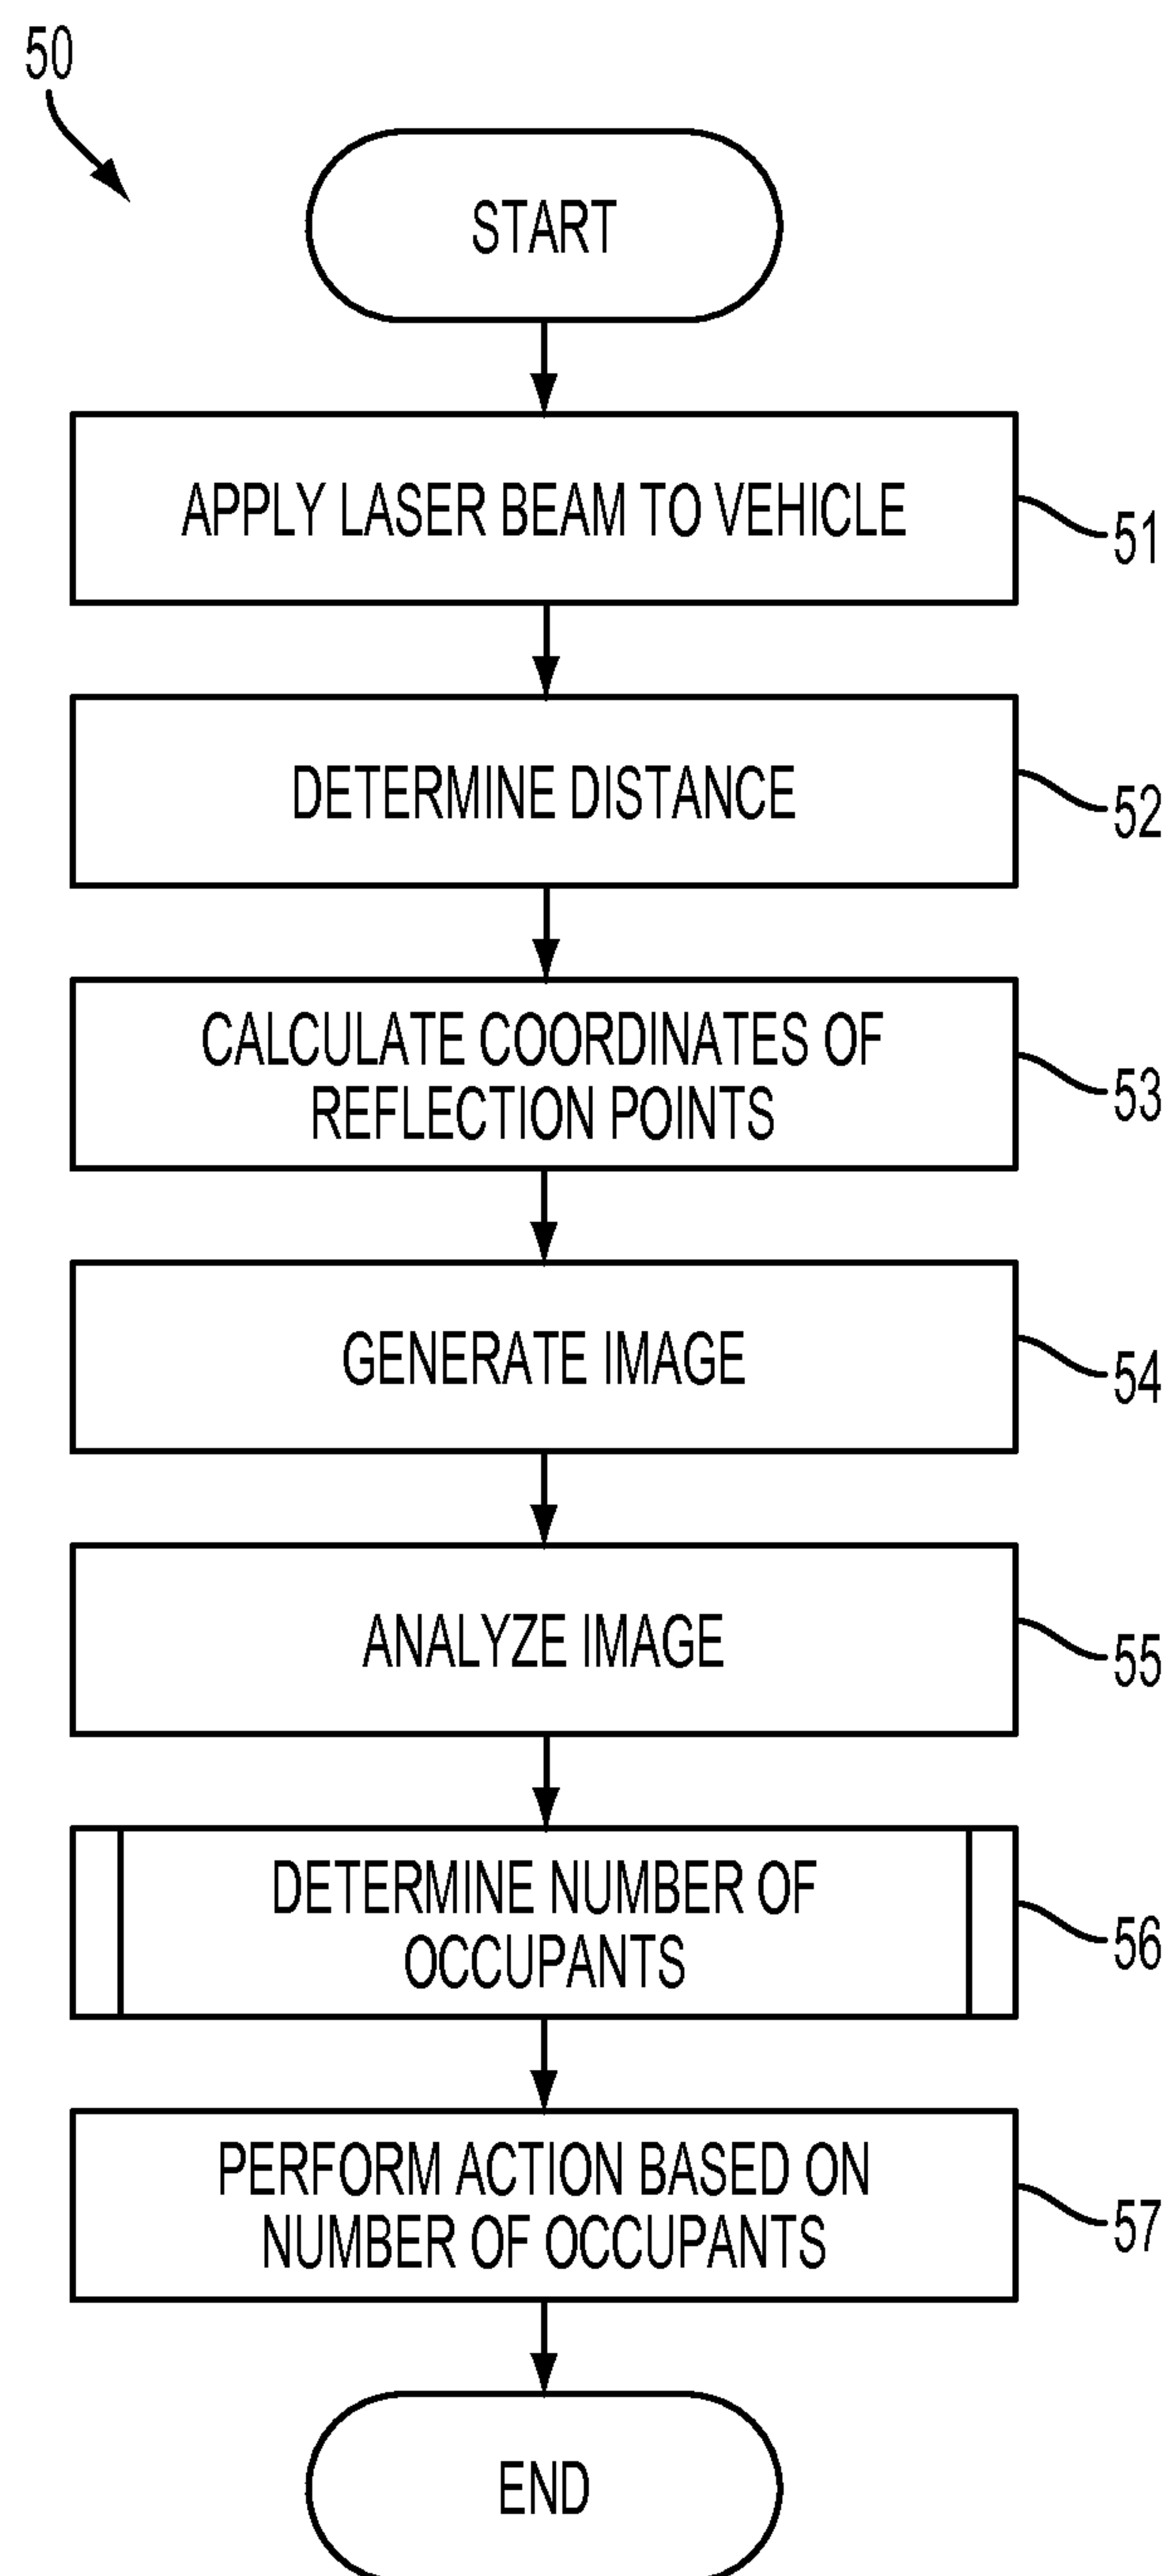 50
START
APPLY LASER BEAM TO VEHICLE
51
DETERMINE DISTANCE
52
CALCULATE COORDINATES OF
REFLECTION POINTS
53
GENERATE IMAGE
54
ANALYZE IMAGE
55
DETERMINE NUMBER OF
OCCUPANTS
56
PERFORM ACTION BASED ON
NUMBER OF OCCUPANTS
57
END